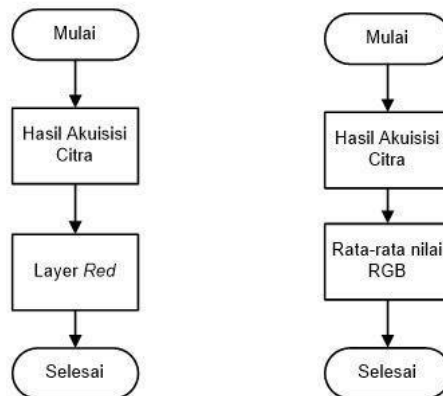 Mulai
Hasil Akuisisi
Citra
Layer Red
Selesai
Mulai
Hasil Akuisisi
Citra
Rata-rata nilai
RGB
Selesai